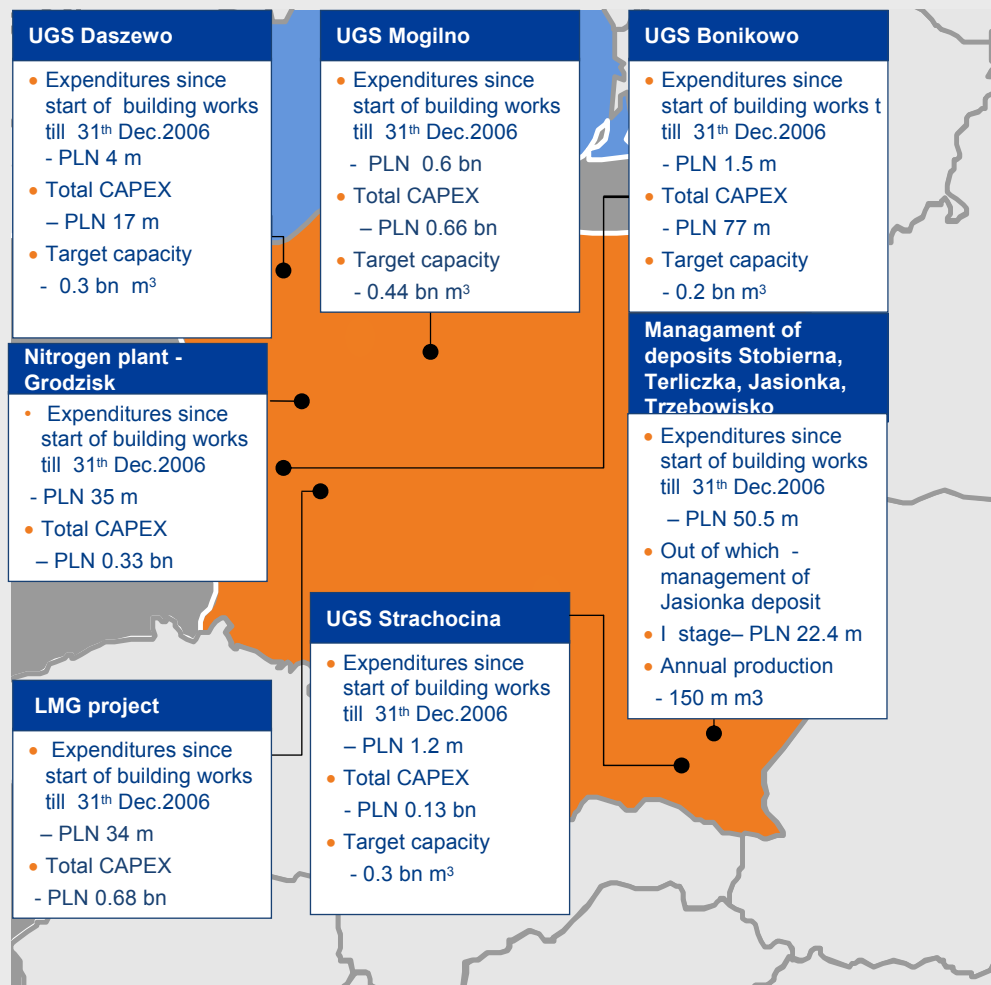 UGS Daszewo
• Expenditures since
start of building works
till 31th Dec.2006
- PLN 4 m
• Total CAPEX
– PLN 17 m
• Target capacity
- 0.3 bn m³
UGS Mogilno
• Expenditures since
start of building works
till 31th Dec.2006
- PLN 0.6 bn
• Total CAPEX
– PLN 0.66 bn
• Target capacity
- 0.44 bn m³
UGS Bonikowo
• Expenditures since
start of building works t
till 31th Dec.2006
- PLN 1.5 m
• Total CAPEX
- PLN 77 m
• Target capacity
- 0.2 bn m³
Nitrogen plant -
Grodzisk
• Expenditures since
start of building works
till 31th Dec.2006
- PLN 35 m
• Total CAPEX
– PLN 0.33 bn
Managament of
deposits Stobierna,
Terliczka, Jasionka,
Trzebowisko
• Expenditures since
start of building works
till 31th Dec.2006
– PLN 50.5 m
• Out of which -
management of
Jasionka deposit
• I stage– PLN 22.4 m
• Annual production
- 150 m m3
UGS Strachocina
• Expenditures since
start of building works
till 31th Dec.2006
– PLN 1.2 m
• Total CAPEX
- PLN 0.13 bn
• Target capacity
- 0.3 bn m³
LMG project
• Expenditures since
start of building works
till 31th Dec.2006
– PLN 34 m
• Total CAPEX
- PLN 0.68 bn